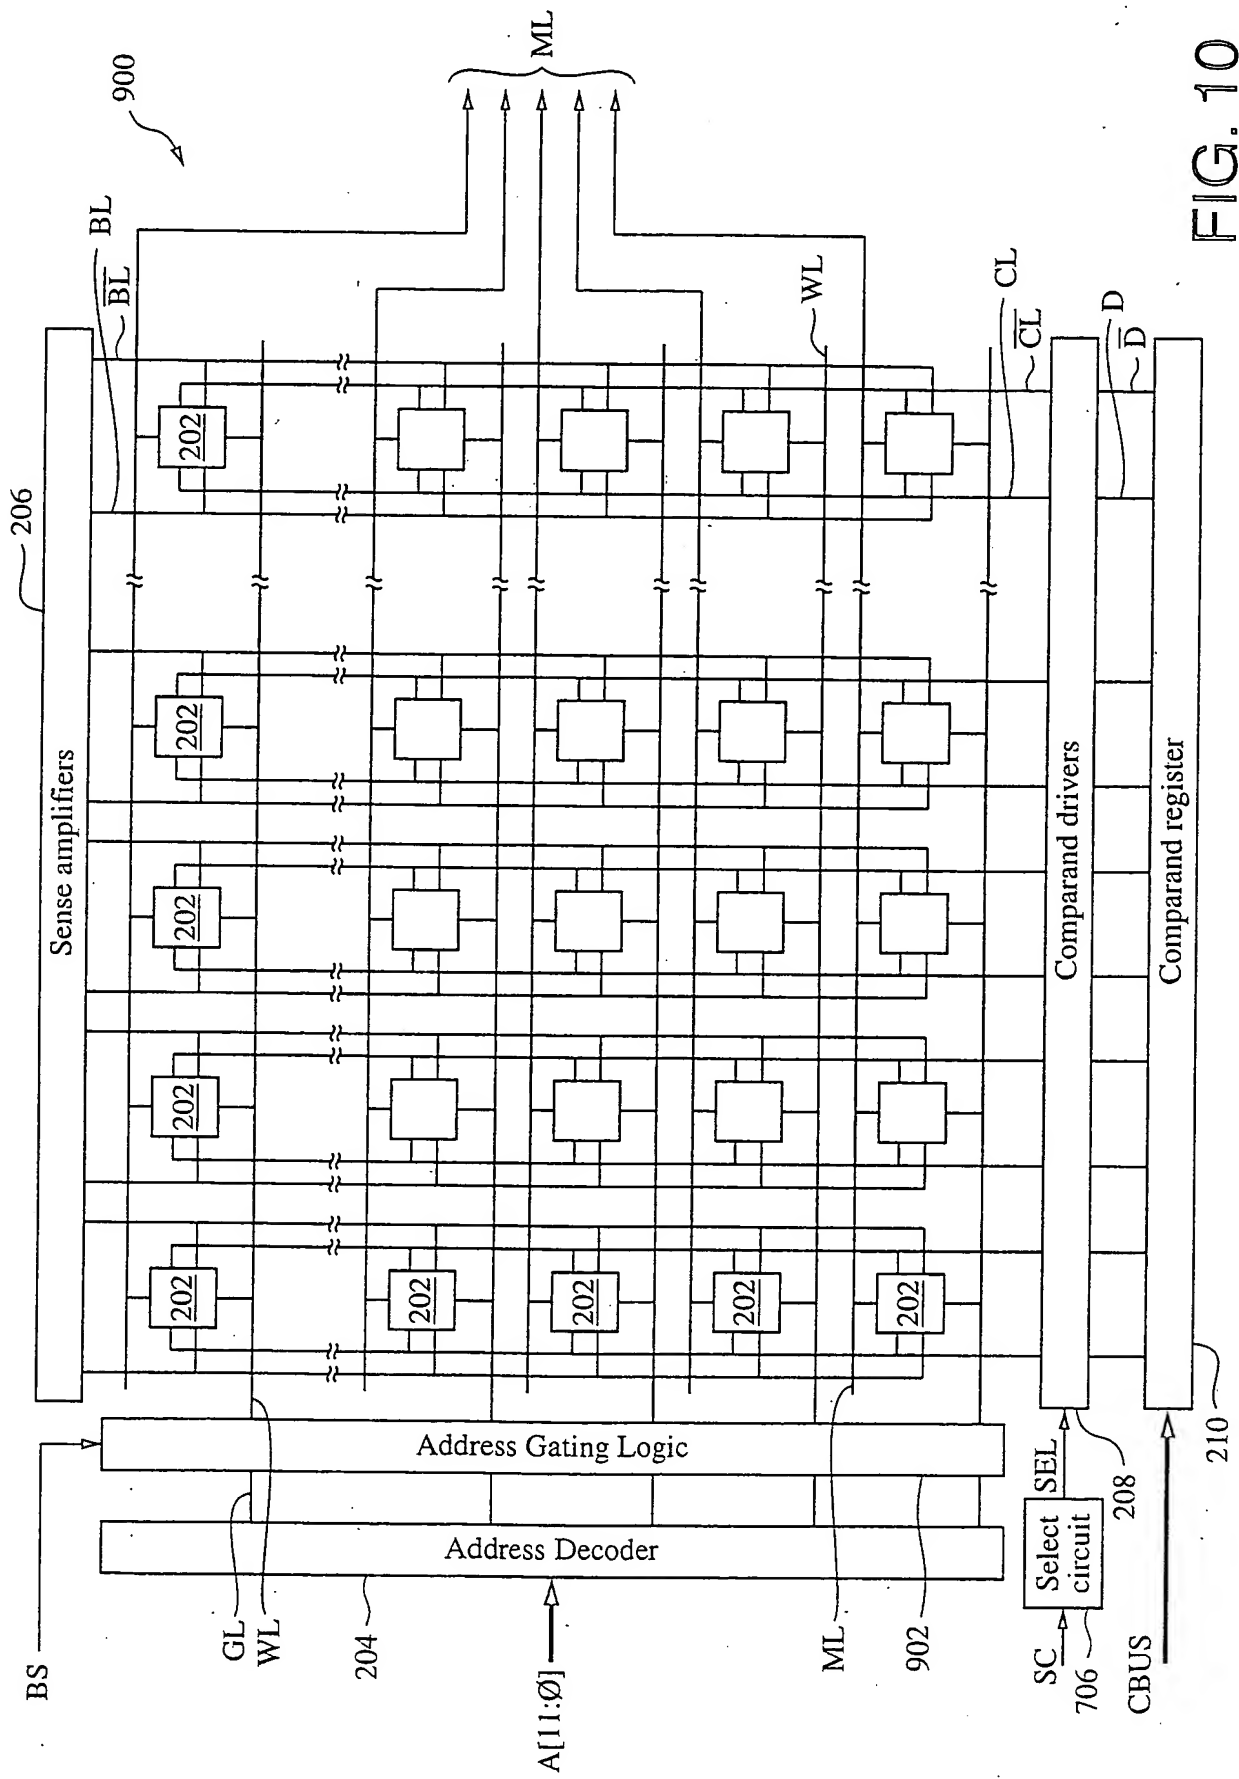 900
206
BL
B̅L̅
ML
Sense amplifiers
202
202
202
202
202
202
202
202
202
BS
GL
WL
Address Gating Logic
Address Decoder
204
A[11:Ø]
ML
902
WL
CL
C̅L̅
D
D̅
SC
706
Select
circuit
SEL
208
Comparand drivers
CBUS
210
Comparand register
FIG. 10